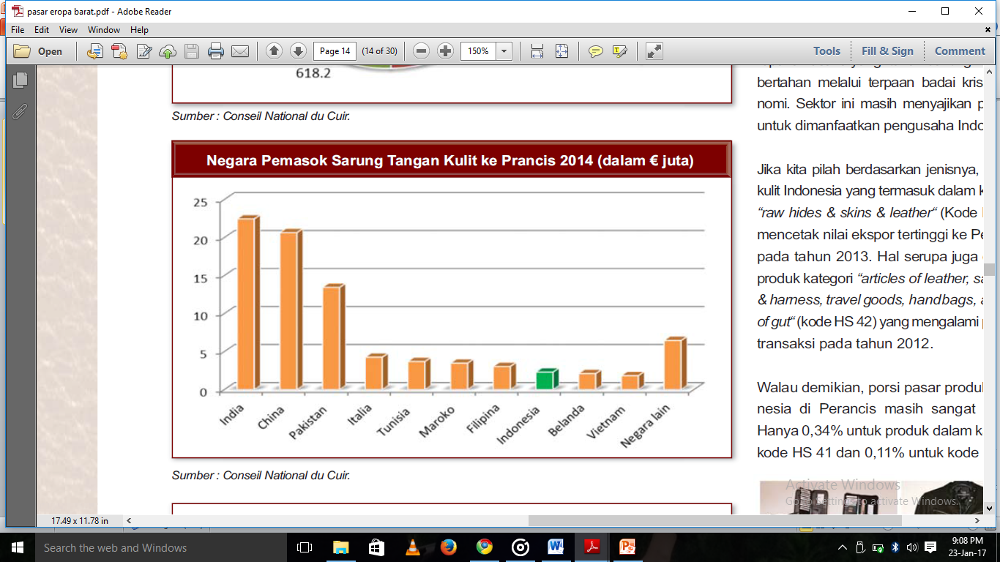 pasar eropa barat.pdf - Adobe Reader
File Edit View Window Help
Open Page 14 (14 of 30) 150% Tools Fill & Sign Comment
618.2
Sumber : Conseil National du Cuir.
Negara Pemasok Sarung Tangan Kulit ke Prancis 2014 (dalam € juta)
25
20
15
10
5
0
India China Pakistan Italia Tunisia Maroko Filipina Indonesia Belanda Vietnam Negara lain
Sumber : Conseil National du Cuir.
bertahan melalui terpaan badai kris
nomi. Sektor ini masih menyajikan p
untuk dimanfaatkan pengusaha Indo
Jika kita pilah berdasarkan jenisnya,
kulit Indonesia yang termasuk dalam k
“raw hides & skins & leather“ (Kode
mencetak nilai ekspor tertinggi ke Pe
pada tahun 2013. Hal serupa juga
produk kategori “articles of leather, sa
& harness, travel goods, handbags, a
of gut“ (kode HS 42) yang mengalami
transaksi pada tahun 2012.
Walau demikian, porsi pasar produk
nesia di Perancis masih sangat
Hanya 0,34% untuk produk dalam k
kode HS 41 dan 0,11% untuk kode
Activate Windows
Go to Settings to activate Windows.
17.49 x 11.78 in
Search the web and Windows
9:08 PM
23-Jan-17